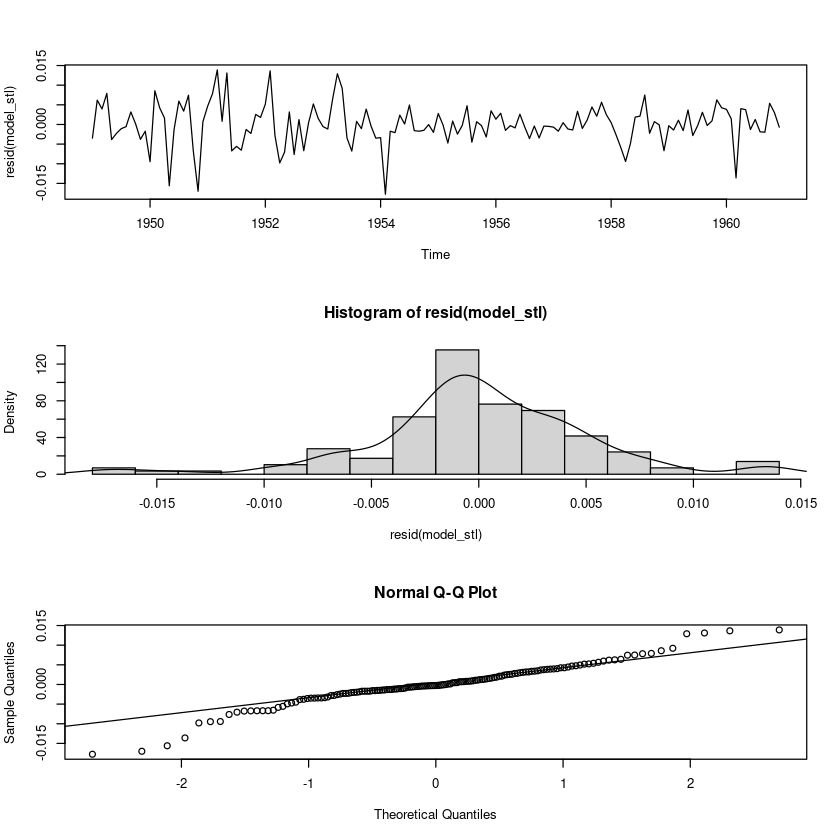 resid(model_stl)
-0.015 0.000 0.015
1950 1952 1954 1956 1958 1960
Time
Histogram of resid(model_stl)
Density
0 40 80 120
-0.015 -0.010 -0.005 0.000 0.005 0.010 0.015
resid(model_stl)
Normal Q-Q Plot
Sample Quantiles
-0.015 0.000 0.015
-2 -1 0 1 2
Theoretical Quantiles